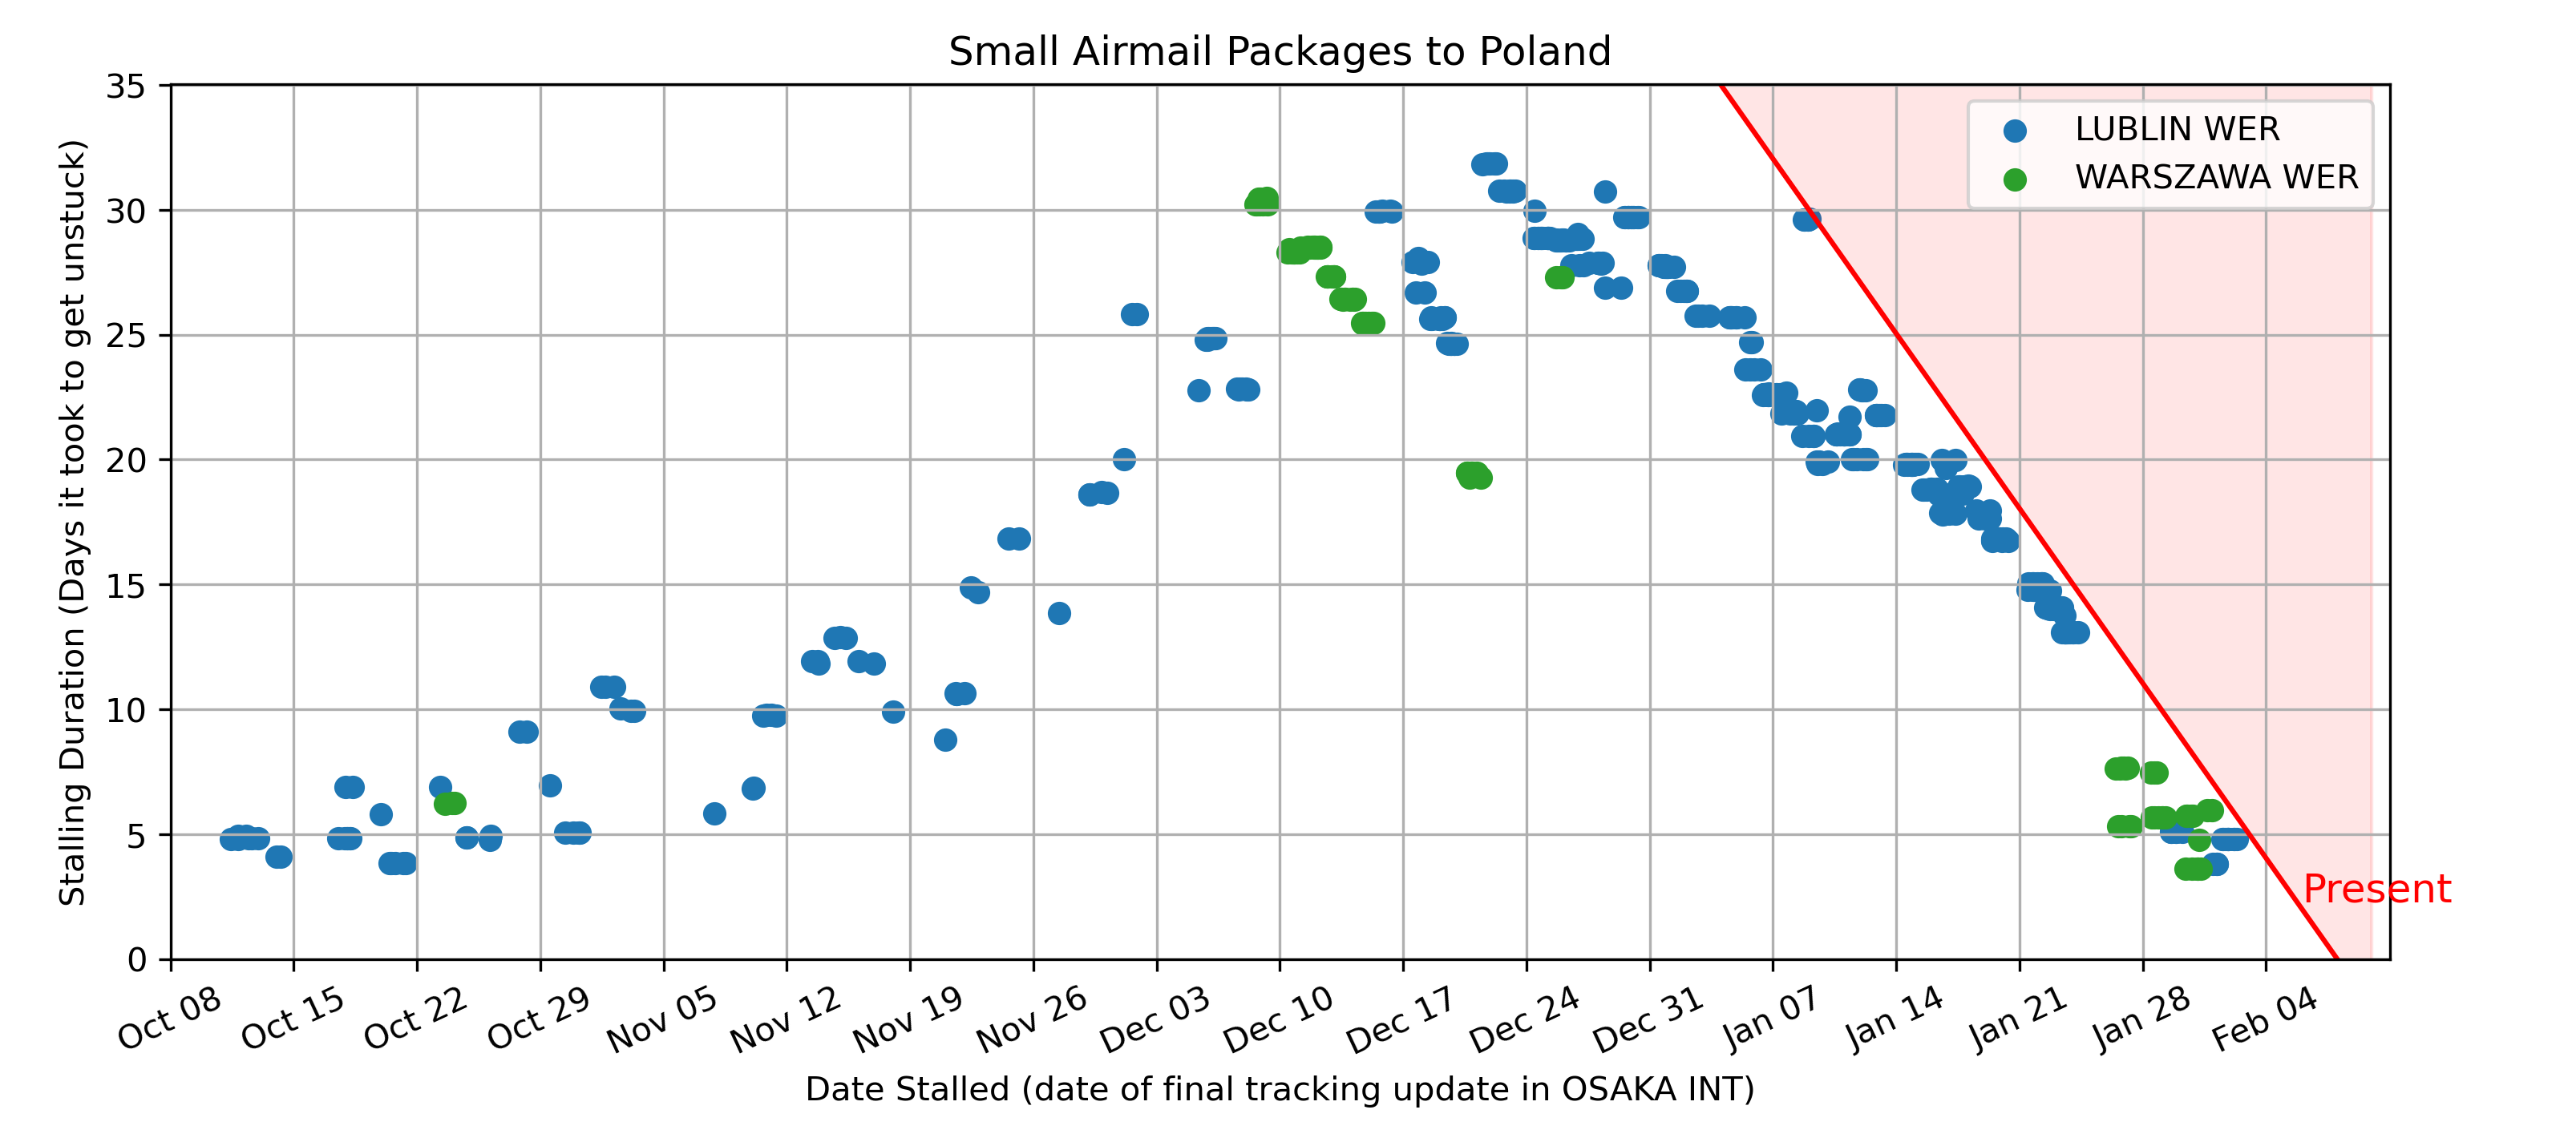 Small Airmail Packages to Poland
35
30
25
20
15
10
5
0
Stalling Duration (Days it took to get unstuck)
LUBLIN WER
WARSZAWA WER
Present
Oct 08
Oct 15
Oct 22
Oct 29
Nov 05
Nov 12
Nov 19
Nov 26
Dec 03
Dec 10
Dec 17
Dec 24
Dec 31
Jan 07
Jan 14
Jan 21
Jan 28
Feb 04
Date Stalled (date of final tracking update in OSAKA INT)